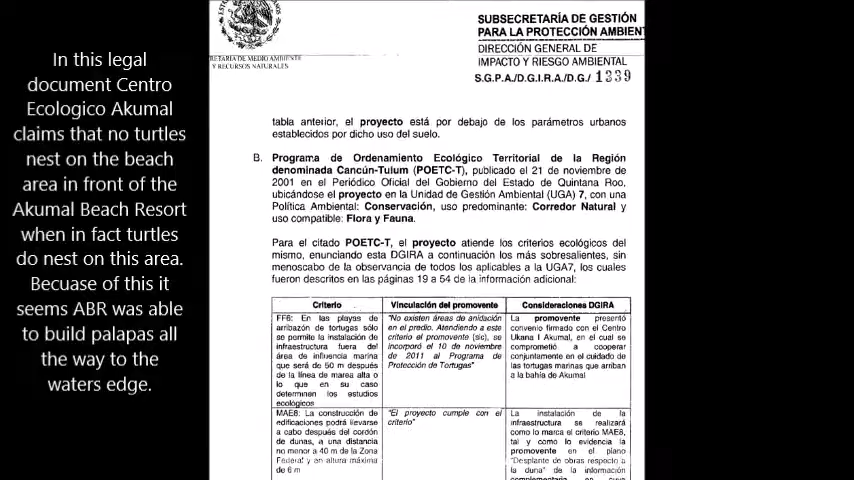 In this legal
document Centro
Ecologico Akumal
claims that no turtles
nest on the beach
area in front of the
Akumal Beach Resort
when in fact turtles
do nest on this area.
Becuase of this it
seems ABR was able
to build palapas all
the way to the
waters edge.
RETARIA DE MEDIO AMBIENTE
Y RECURSOS NATURALES
SUBSECRETARÍA DE GESTIÓN
PARA LA PROTECCIÓN AMBIENT
DIRECCIÓN GENERAL DE
IMPACTO Y RIESGO AMBIENTAL
S.G.P.A./D.G.I.R.A./D.G./ 1339
tabla anterior, el proyecto está por debajo de los parámetros urbanos
establecidos por dicho uso del suelo.
B. Programa de Ordenamiento Ecológico Territorial de la Región
denominada Cancún-Tulum (POETC-T), publicado el 21 de noviembre de
2001 en el Periódico Oficial del Gobierno del Estado de Quintana Roo,
ubicándose el proyecto en la Unidad de Gestión Ambiental (UGA) 7, con una
Política Ambiental: Conservación, uso predominante: Corredor Natural y
uso compatible: Flora y Fauna.
Para el citado POETC-T, el proyecto atiende los criterios ecológicos del
mismo, enunciando esta DGIRA a continuación los más sobresalientes, sin
menoscabo de la observancia de todos los aplicables a la UGA7, los cuales
fueron descritos en las páginas 19 a 54 de la información adicional:
Criterio
Vinculación del promovente
Consideraciones DGIRA
FF6: En las playas de
arribazón de tortugas sólo
se permite la instalación de
infraestructura fuera del
área de influencia marina
que será de 50 m después
de la línea de marea alta o
lo que en su caso
determinen los estudios
ecológicos
"No existen áreas de anidación
en el predio. Atendiendo a este
criterio el promovente (sic), se
incorporó el 10 de noviembre
de 2011 al Programa de
Protección de Tortugas"
La promovente presentó
convenio firmado con el Centro
Ukana I Akumal, en el cual se
comprometió a cooperar
conjuntamente en el cuidado de
las tortugas marinas que arriban
a la bahía de Akumal
MAE8: La construcción de
edificaciones podrá llevarse
a cabo después del cordón
de dunas, a una distancia
no menor a 40 m de la Zona
Federal y en altura máxima
de 6 m
"El proyecto cumple con el
criterio"
La instalación de la
infraestructura se realizará
como lo marca el criterio MAE8,
tal y como lo evidencia la
promovente en el plano
"Desplante de obras respecto a
la duna" de la información